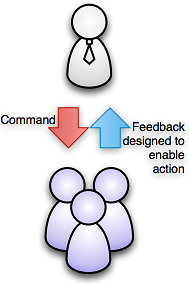 Command
Feedback
designed to
enable
action